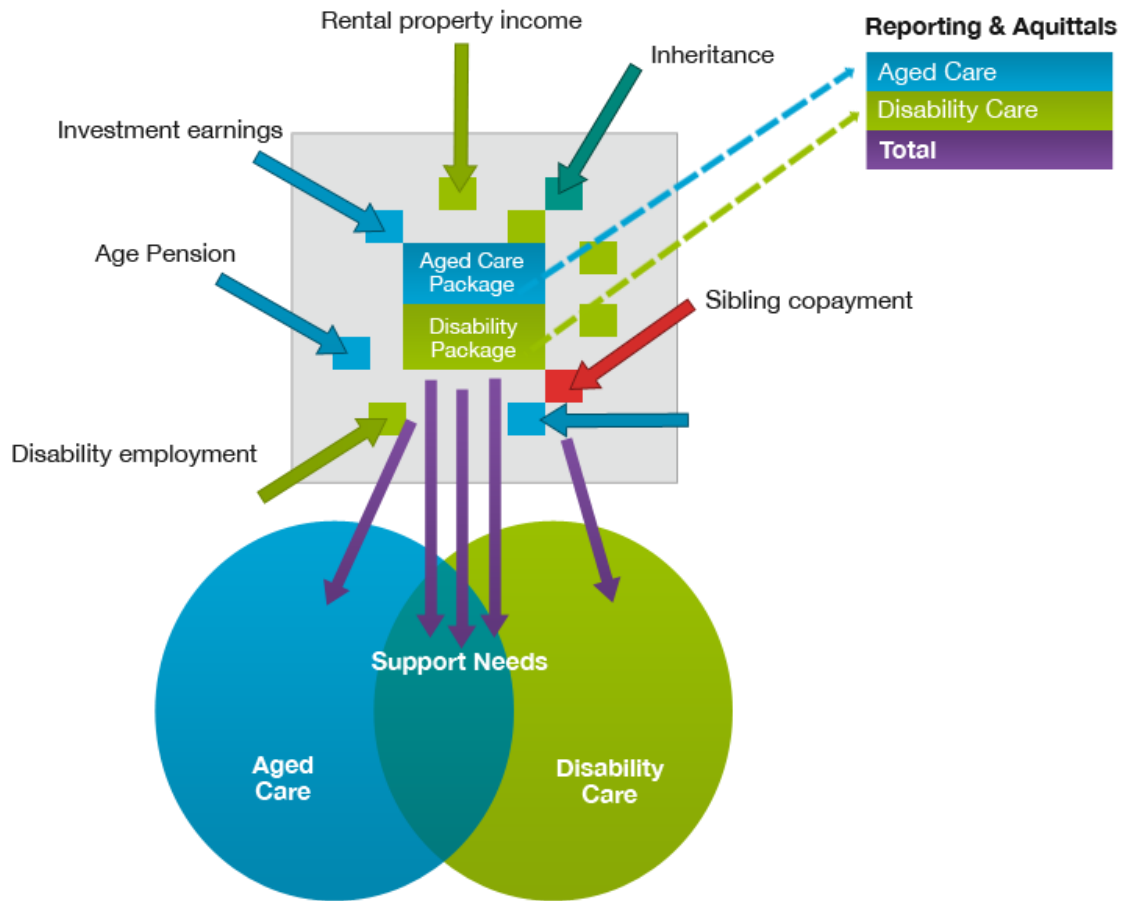 Rental property income
Reporting & Aquittals
Inheritance
Aged Care
Disability Care
Total
Investment earnings
Age Pension
Aged Care
Package
Disability
Package
Sibling copayment
Disability employment
Support Needs
Aged
Care
Disability
Care